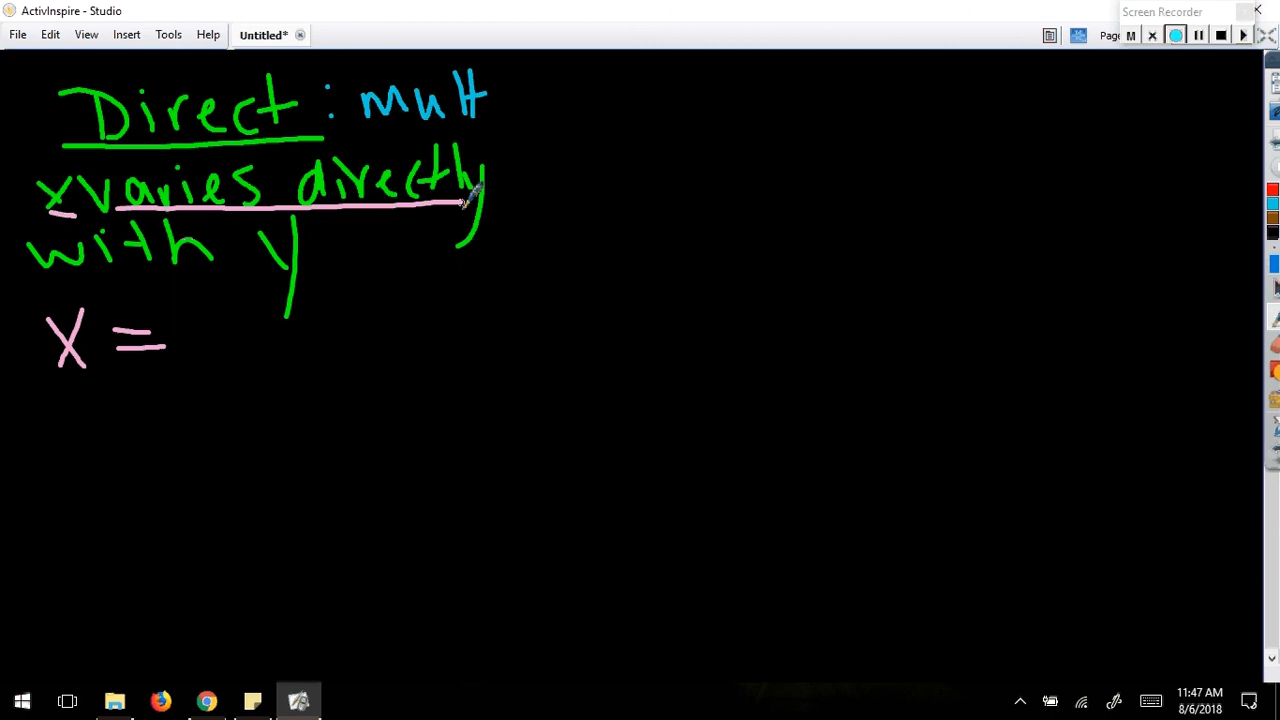 ActivInspire - Studio
Screen Recorder
File Edit View Insert Tools Help Untitled*
Page
M
Direct : mult
x varies directly
with y
x =
11:47 AM
8/6/2018